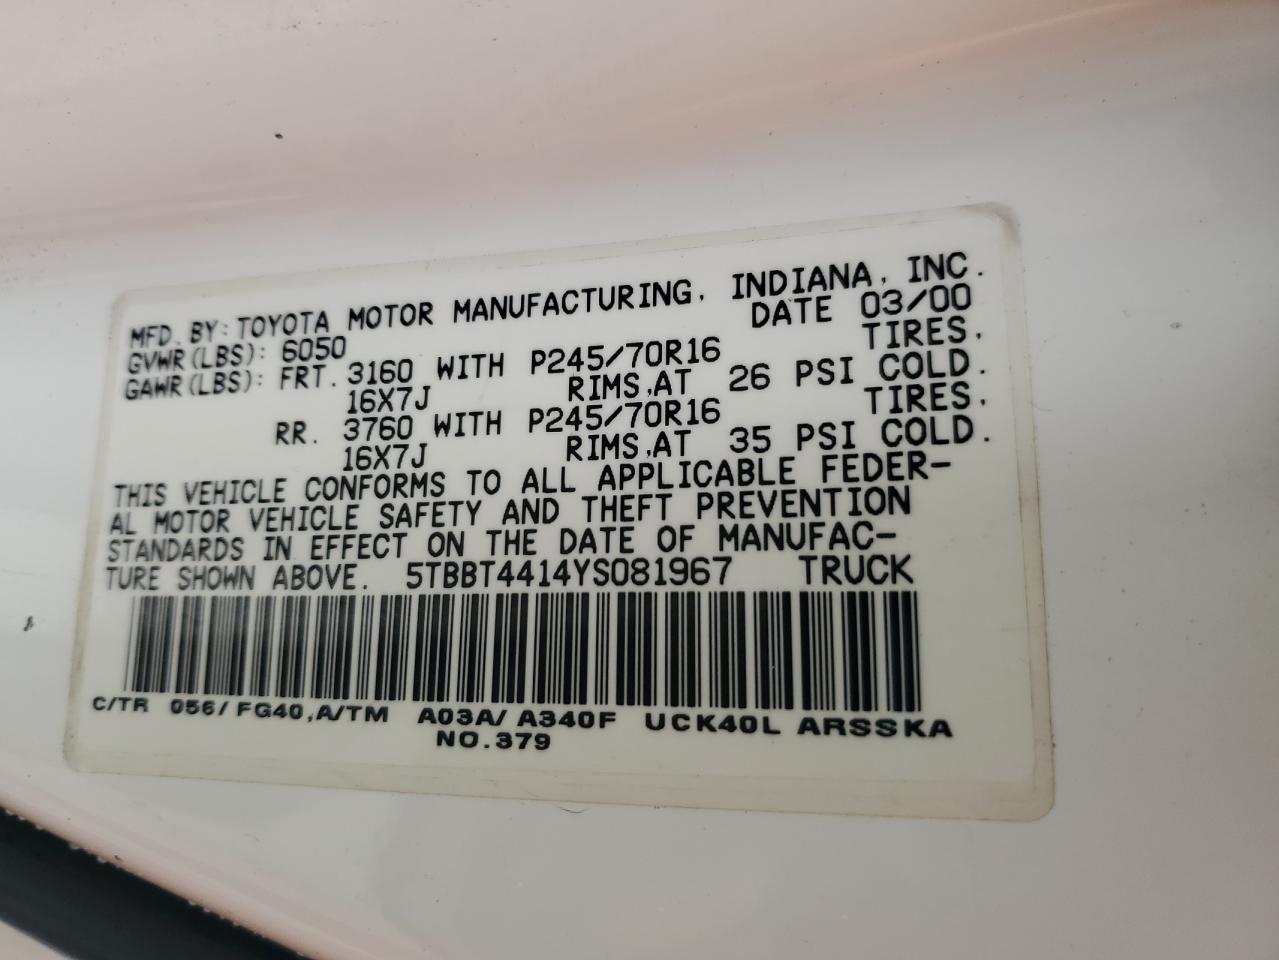 MFD. BY: TOYOTA MOTOR MANUFACTURING, INDIANA, INC.
GVWR(LBS): 6050 DATE 03/00
GAWR(LBS): FRT. 3160 WITH P245/70R16 TIRES.
16X7J RIMS,AT 26 PSI COLD.
RR. 3760 WITH P245/70R16 TIRES.
16X7J RIMS,AT 35 PSI COLD.
THIS VEHICLE CONFORMS TO ALL APPLICABLE FEDER-
AL MOTOR VEHICLE SAFETY AND THEFT PREVENTION
STANDARDS IN EFFECT ON THE DATE OF MANUFAC-
TURE SHOWN ABOVE. 5TBBT4414YS081967 TRUCK
C/TR 056/FG40,A/TM A03A/A340F UCK40L ARSSKA
NO.379